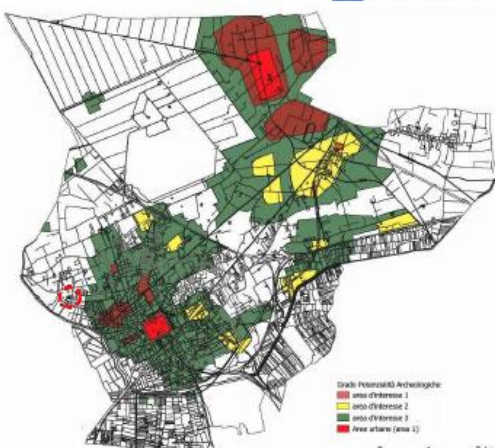 Grado Potenzialità Archeologiche
area d'interesse 1
area d'interesse 2
area d'interesse 3
Aree urbane (area 1)